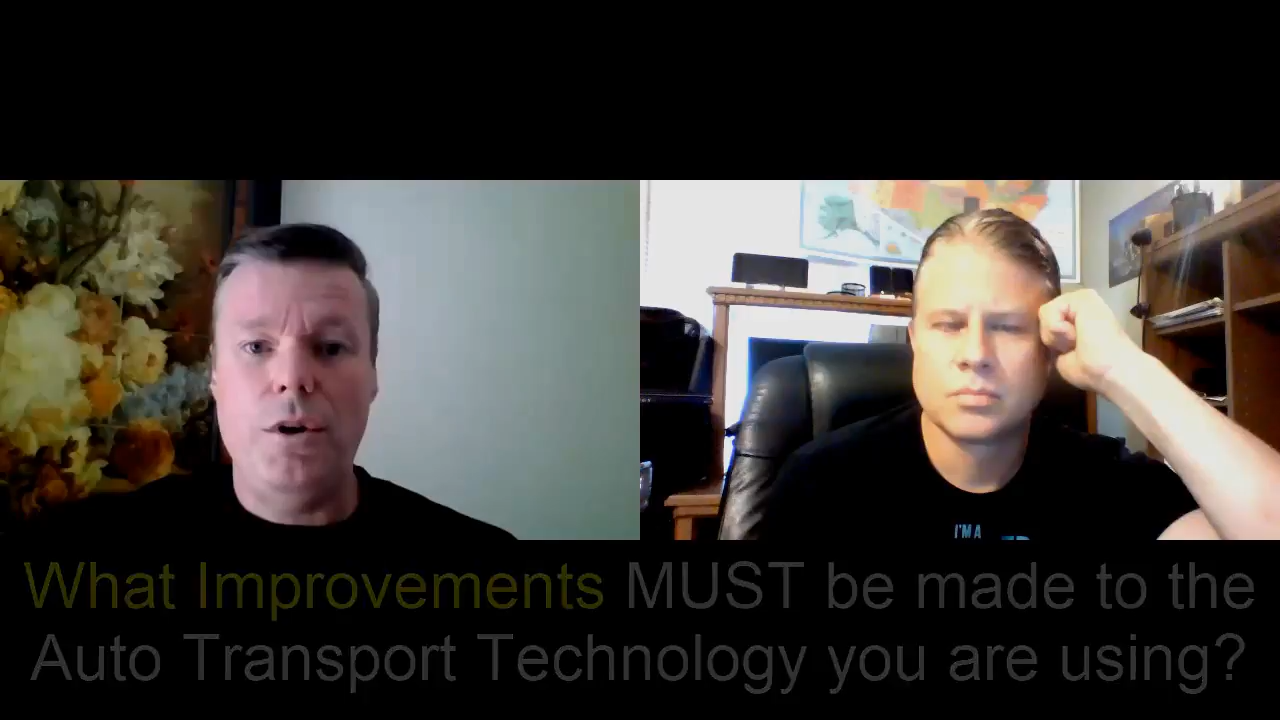 I'M A
What Improvements MUST be made to the
Auto Transport Technology you are using?